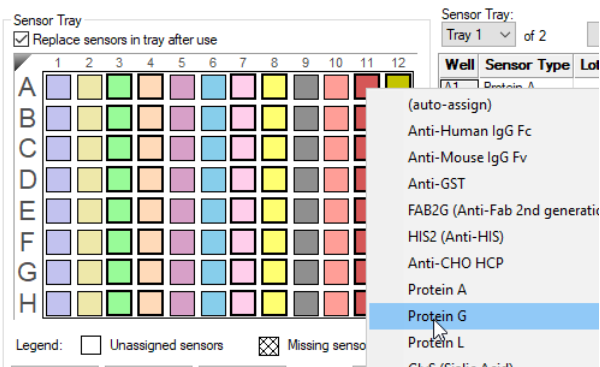 Sensor Tray
Replace sensors in tray after use
1 2 3 4 5 6 7 8 9 10 11 12
A
B
C
D
E
F
G
H
Legend: Unassigned sensors Missing senso
Sensor Tray:
Tray 1 of 2
Well Sensor Type Lot
A1 Protein A
(auto-assign)
Anti-Human IgG Fc
Anti-Mouse IgG Fv
Anti-GST
FAB2G (Anti-Fab 2nd generatio
HIS2 (Anti-HIS)
Anti-CHO HCP
Protein A
Protein G
Protein L